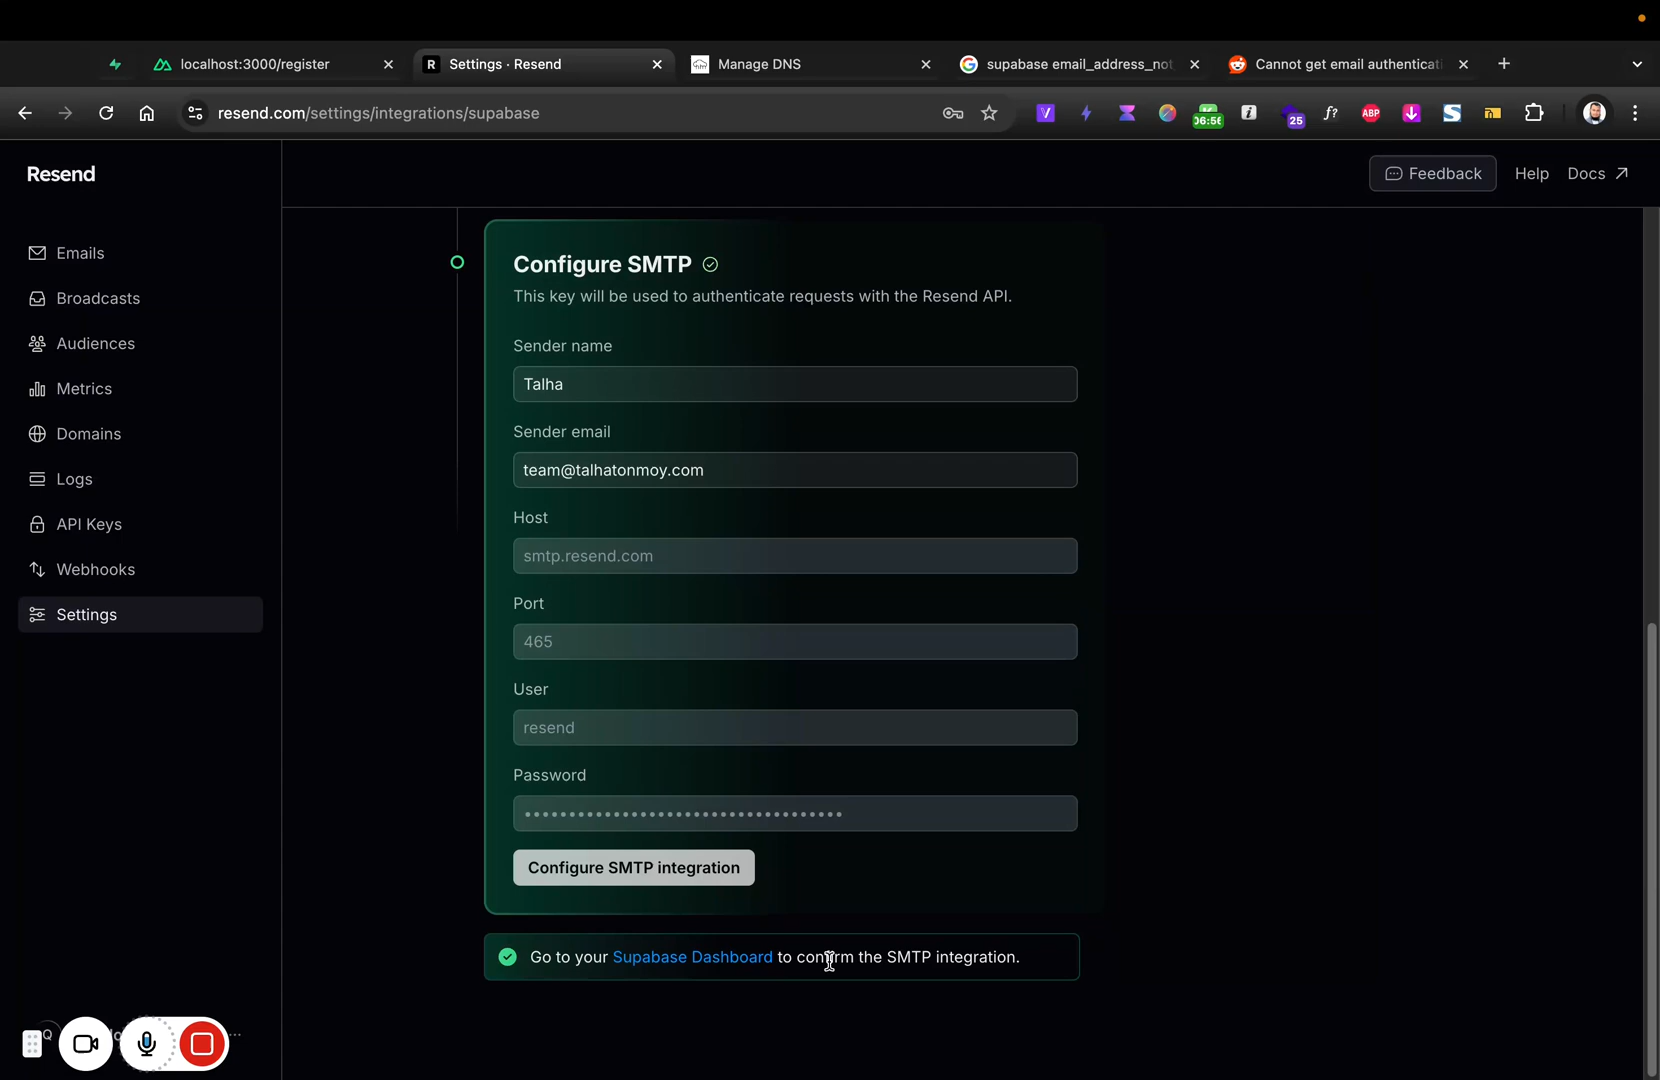 localhost:3000/register
Settings · Resend
Manage DNS
supabase email_address_not
Cannot get email authenticati
resend.com/settings/integrations/supabase
25
ABP
Resend
Feedback
Help
Docs
Emails
Broadcasts
Audiences
Metrics
Domains
Logs
API Keys
Webhooks
Settings
Configure SMTP
This key will be used to authenticate requests with the Resend API.
Sender name
Talha
Sender email
team@talhatonmoy.com
Host
smtp.resend.com
Port
465
User
resend
Password
Configure SMTP integration
Go to your Supabase Dashboard to confirm the SMTP integration.